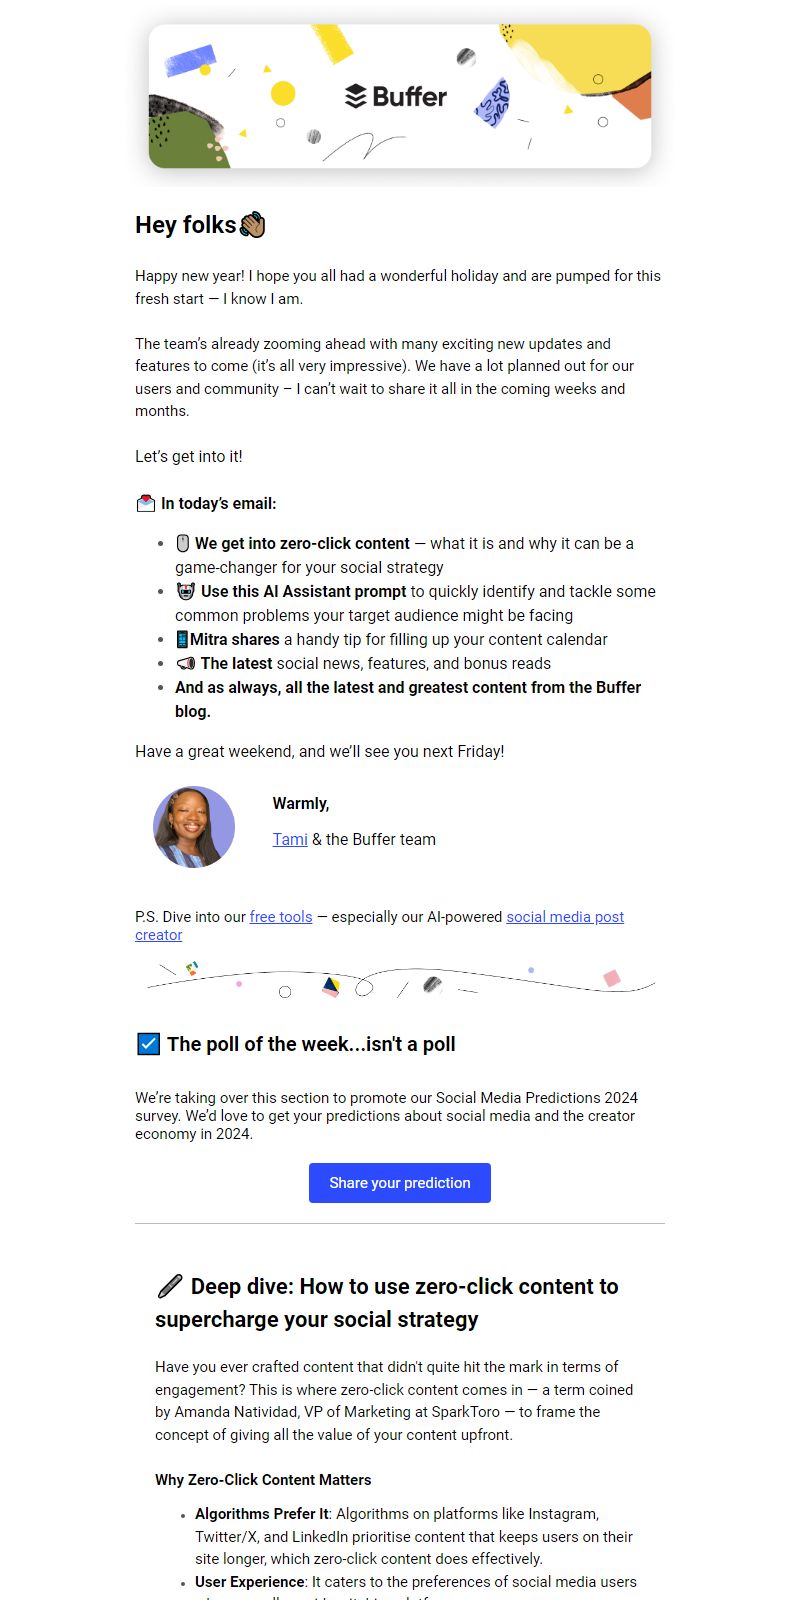 Buffer
Hey folks
Happy new year! I hope you all had a wonderful holiday and are pumped for this
fresh start — I know I am.
The team’s already zooming ahead with many exciting new updates and
features to come (it’s all very impressive). We have a lot planned out for our
users and community – I can’t wait to share it all in the coming weeks and
months.
Let’s get into it!
In today’s email:
We get into zero-click content — what it is and why it can be a
game-changer for your social strategy
Use this AI Assistant prompt to quickly identify and tackle some
common problems your target audience might be facing
Mitra shares a handy tip for filling up your content calendar
The latest social news, features, and bonus reads
And as always, all the latest and greatest content from the Buffer
blog.
Have a great weekend, and we’ll see you next Friday!
Warmly,
Tami & the Buffer team
P.S. Dive into our free tools — especially our AI-powered social media post
creator
The poll of the week...isn't a poll
We’re taking over this section to promote our Social Media Predictions 2024
survey. We’d love to get your predictions about social media and the creator
economy in 2024.
Share your prediction
Deep dive: How to use zero-click content to
supercharge your social strategy
Have you ever crafted content that didn't quite hit the mark in terms of
engagement? This is where zero-click content comes in — a term coined
by Amanda Natividad, VP of Marketing at SparkToro — to frame the
concept of giving all the value of your content upfront.
Why Zero-Click Content Matters
Algorithms Prefer It: Algorithms on platforms like Instagram,
Twitter/X, and LinkedIn prioritise content that keeps users on their
site longer, which zero-click content does effectively.
User Experience: It caters to the preferences of social media users